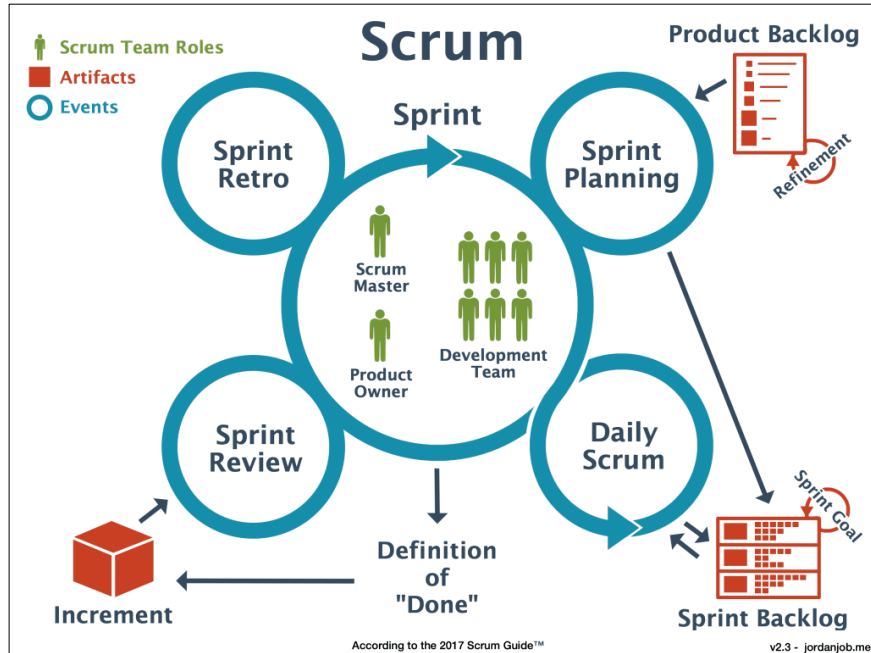 Scrum
Scrum Team Roles
Artifacts
Events
Product Backlog
Refinement
Sprint
Sprint
Retro
Sprint
Planning
Scrum
Master
Product
Owner
Development
Team
Sprint
Review
Daily
Scrum
Sprint Goal
Sprint Backlog
Definition
of
"Done"
Increment
According to the 2017 Scrum Guide™
v2.3 - jordanjob.me